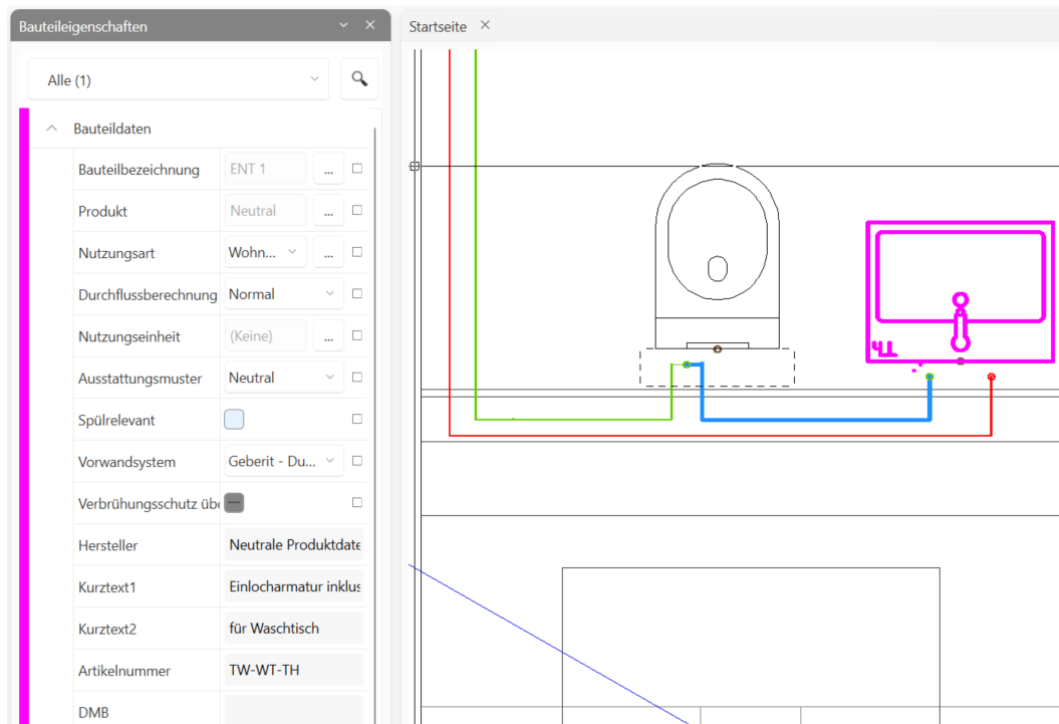 Bauteileigenschaften
Startseite
Alle (1)
Bauteildaten
Bauteilbezeichnung ENT 1 ...
Produkt Neutral ...
Nutzungsart Wohn... ...
Durchflussberechnung Normal
Nutzungseinheit (Keine) ...
Ausstattungsmuster Neutral
Spülrelevant
Vorwandsystem Geberit - Du...
Verbrühungsschutz übe
Hersteller Neutrale Produktdate
Kurztext1 Einlocharmatur inklus
Kurztext2 für Waschtisch
Artikelnummer TW-WT-TH
DMB